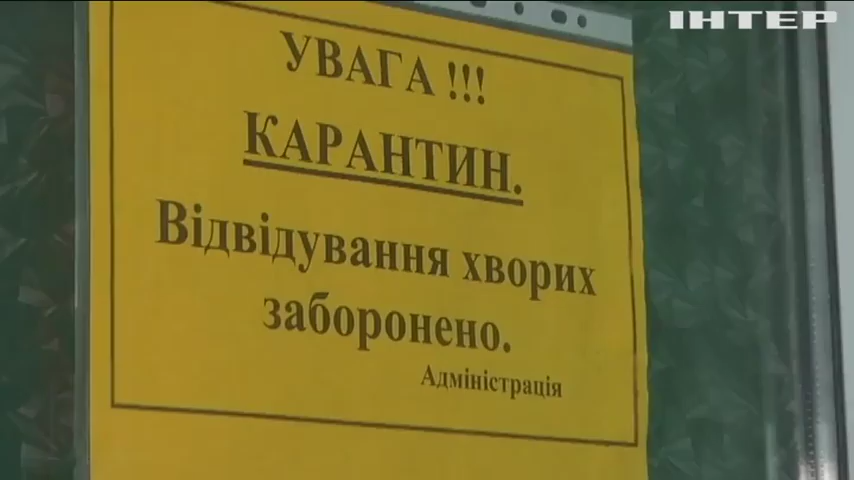 ІНТЕР
УВАГА !!!
КАРАНТИН.
Відвідування хворих
заборонено.
Адміністрація